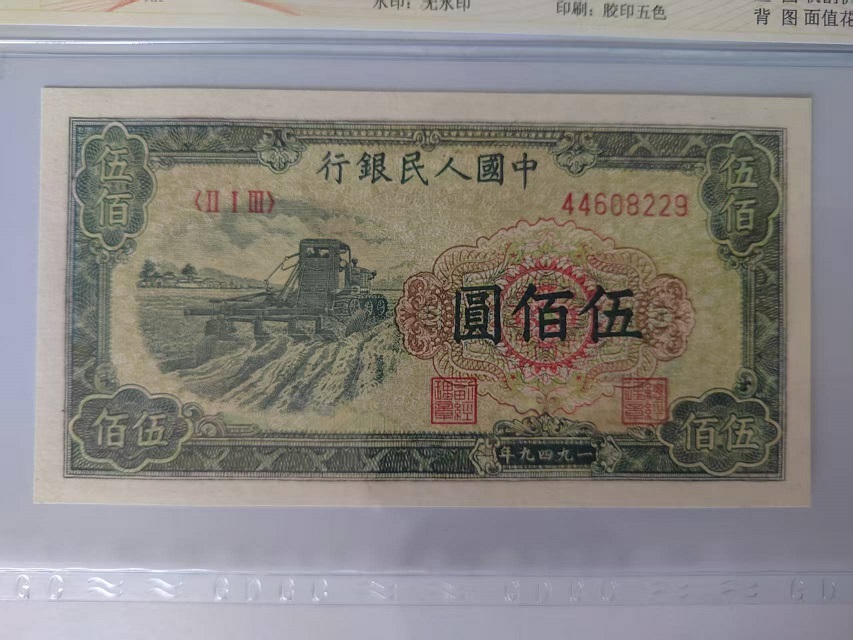 水印：无水印
印刷：胶印五色
背 图 面值花
行銀民人國中
伍佰
伍佰
〈II I III〉
44608229
圓佰伍
佰伍
佰伍
年九四九一